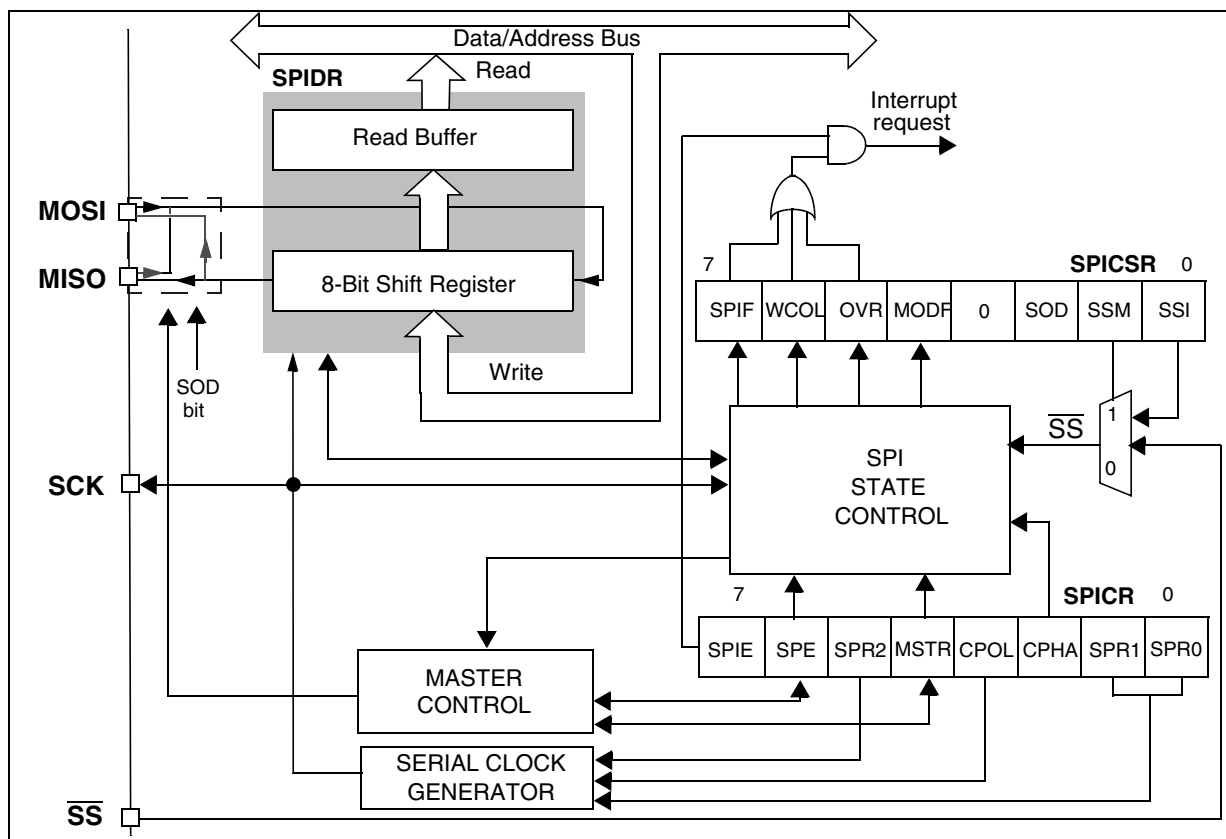 Data/Address Bus
SPIDR
Read
Read Buffer
Interrupt
request
MOSI
MISO
8-Bit Shift Register
7
SPICSR
0
SPIF
WCOL
OVR
MODF
0
SOD
SSM
SSI
SOD
bit
Write
1
SS
0
SCK
SPI
STATE
CONTROL
7
SPICR
0
SPIE
SPE
SPR2
MSTR
CPOL
CPHA
SPR1
SPR0
MASTER
CONTROL
SERIAL CLOCK
GENERATOR
SS